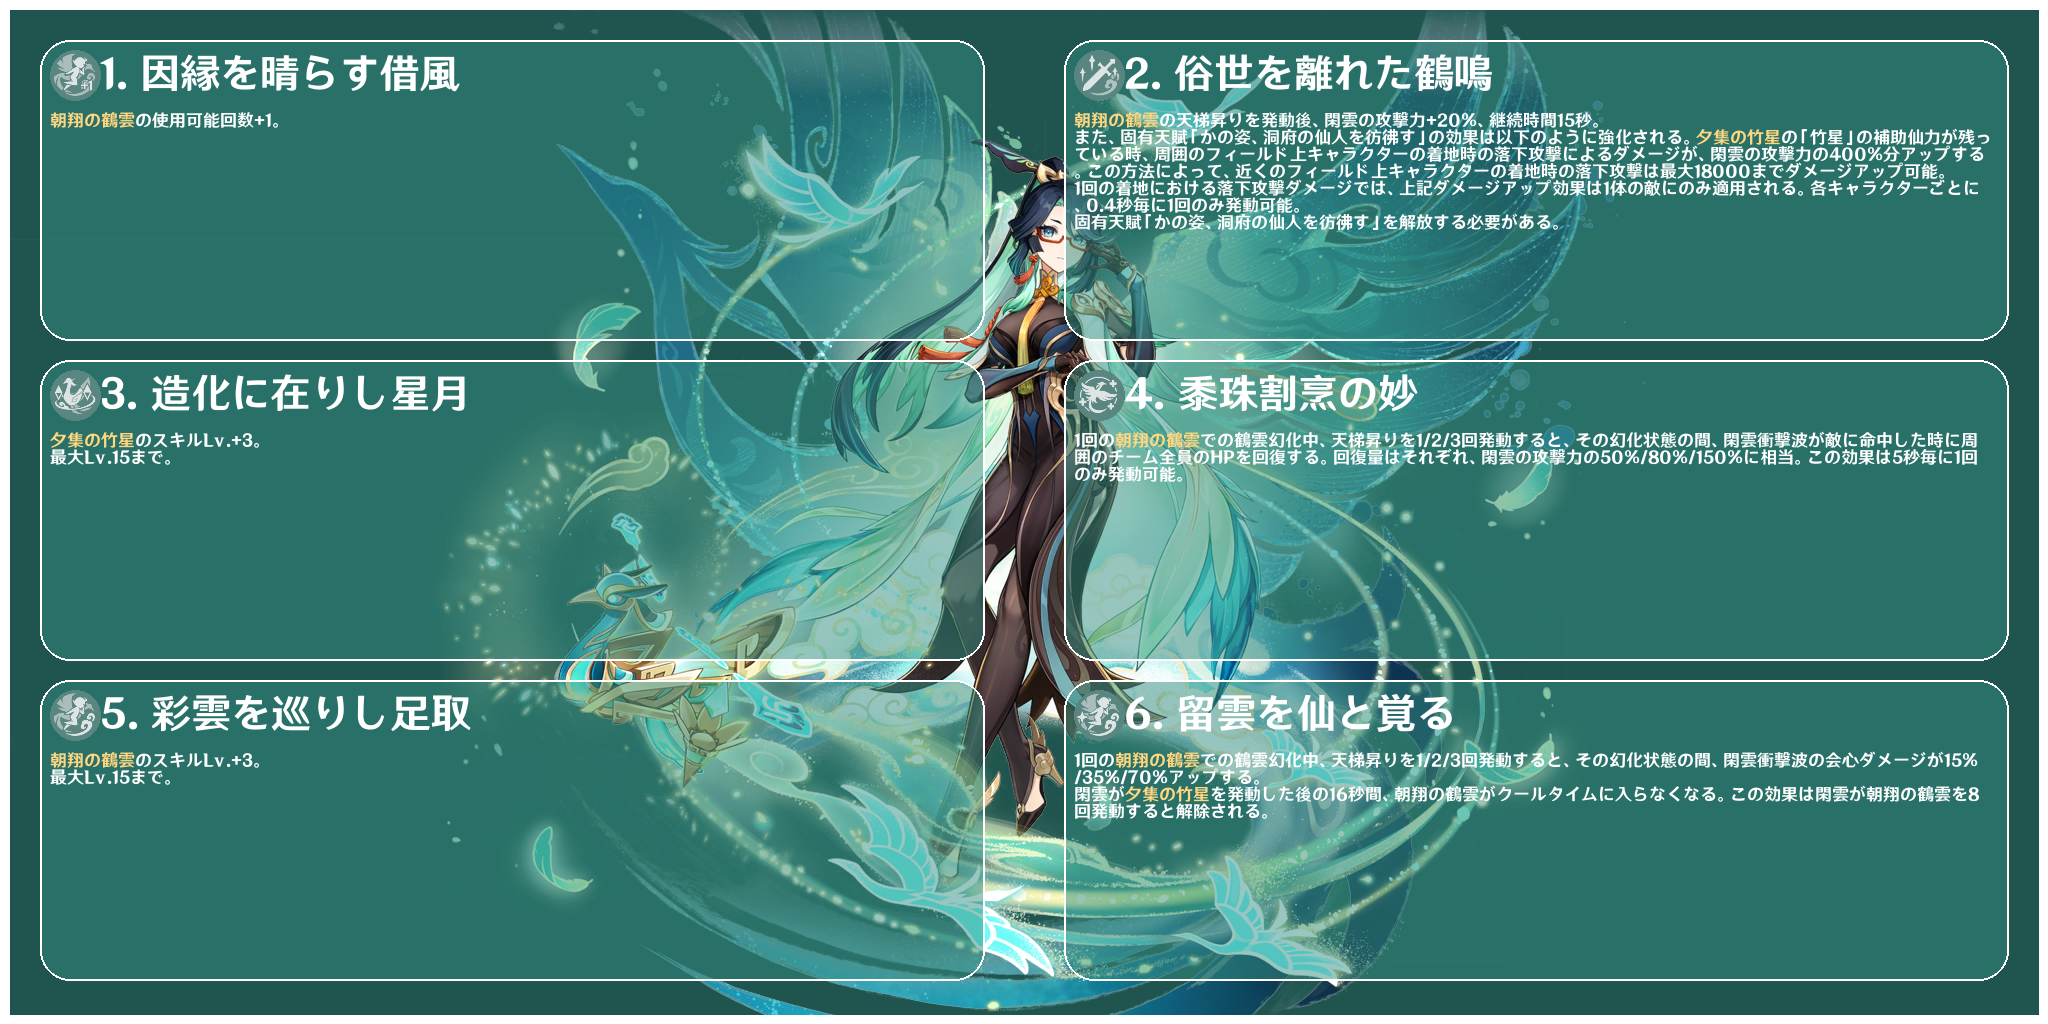 1. 因縁を晴らす借風
朝翔の鶴雲の使用可能回数+1。
2. 俗世を離れた鶴鳴
朝翔の鶴雲の天梯昇りを発動後、閑雲の攻撃力+20%、継続時間15秒。
また、固有天賦「かの姿、洞府の仙人を彷彿す」の効果は以下のように強化される。夕集の竹星の「竹星」の補助仙力が残っ
ている時、周囲のフィールド上キャラクターの着地時の落下攻撃によるダメージが、閑雲の攻撃力の400%分アップする
。この方法によって、近くのフィールド上キャラクターの着地時の落下攻撃は最大18000までダメージアップ可能。
1回の着地における落下攻撃ダメージでは、上記ダメージアップ効果は1体の敵にのみ適用される。各キャラクターごとに
、0.4秒毎に1回のみ発動可能。
固有天賦「かの姿、洞府の仙人を彷彿す」を解放する必要がある。
3. 造化に在りし星月
夕集の竹星のスキルLv.+3。
最大Lv.15まで。
4. 黍珠割烹の妙
1回の朝翔の鶴雲での鶴雲幻化中、天梯昇りを1/2/3回発動すると、その幻化状態の間、閑雲衝撃波が敵に命中した時に周
囲のチーム全員のHPを回復する。回復量はそれぞれ、閑雲の攻撃力の50%/80%/150%に相当。この効果は5秒毎に1回
のみ発動可能。
5. 彩雲を巡りし足取
朝翔の鶴雲のスキルLv.+3。
最大Lv.15まで。
6. 留雲を仙と覚る
1回の朝翔の鶴雲での鶴雲幻化中、天梯昇りを1/2/3回発動すると、その幻化状態の間、閑雲衝撃波の会心ダメージが15%
/35%/70%アップする。
閑雲が夕集の竹星を発動した後の16秒間、朝翔の鶴雲がクールタイムに入らなくなる。この効果は閑雲が朝翔の鶴雲を8
回発動すると解除される。